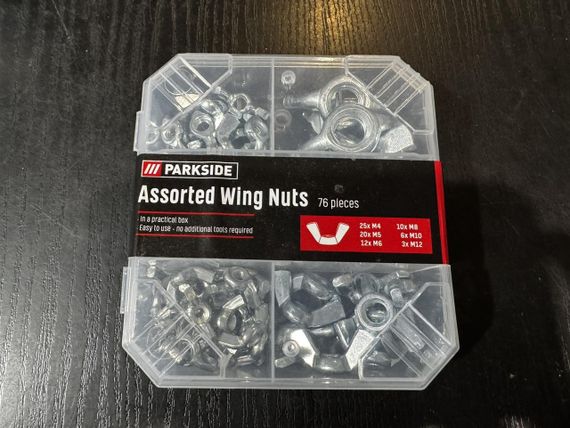 PARKSIDE
Assorted Wing Nuts 76 pieces
- in a practical box
- Easy to use - no additional tools required
25x M4 10x M8
20x M5 6x M10
12x M6 3x M12